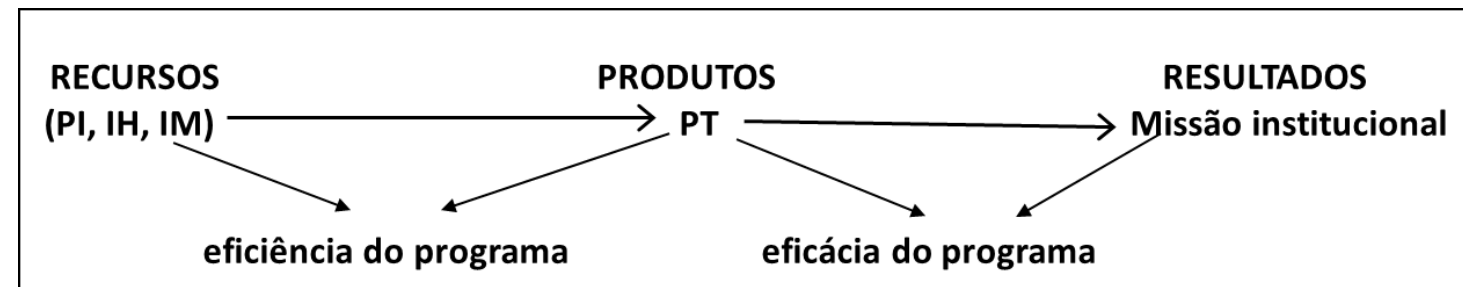 RECURSOS PRODUTOS RESULTADOS
(PI, IH, IM) PT Missão institucional
eficiência do programa eficácia do programa